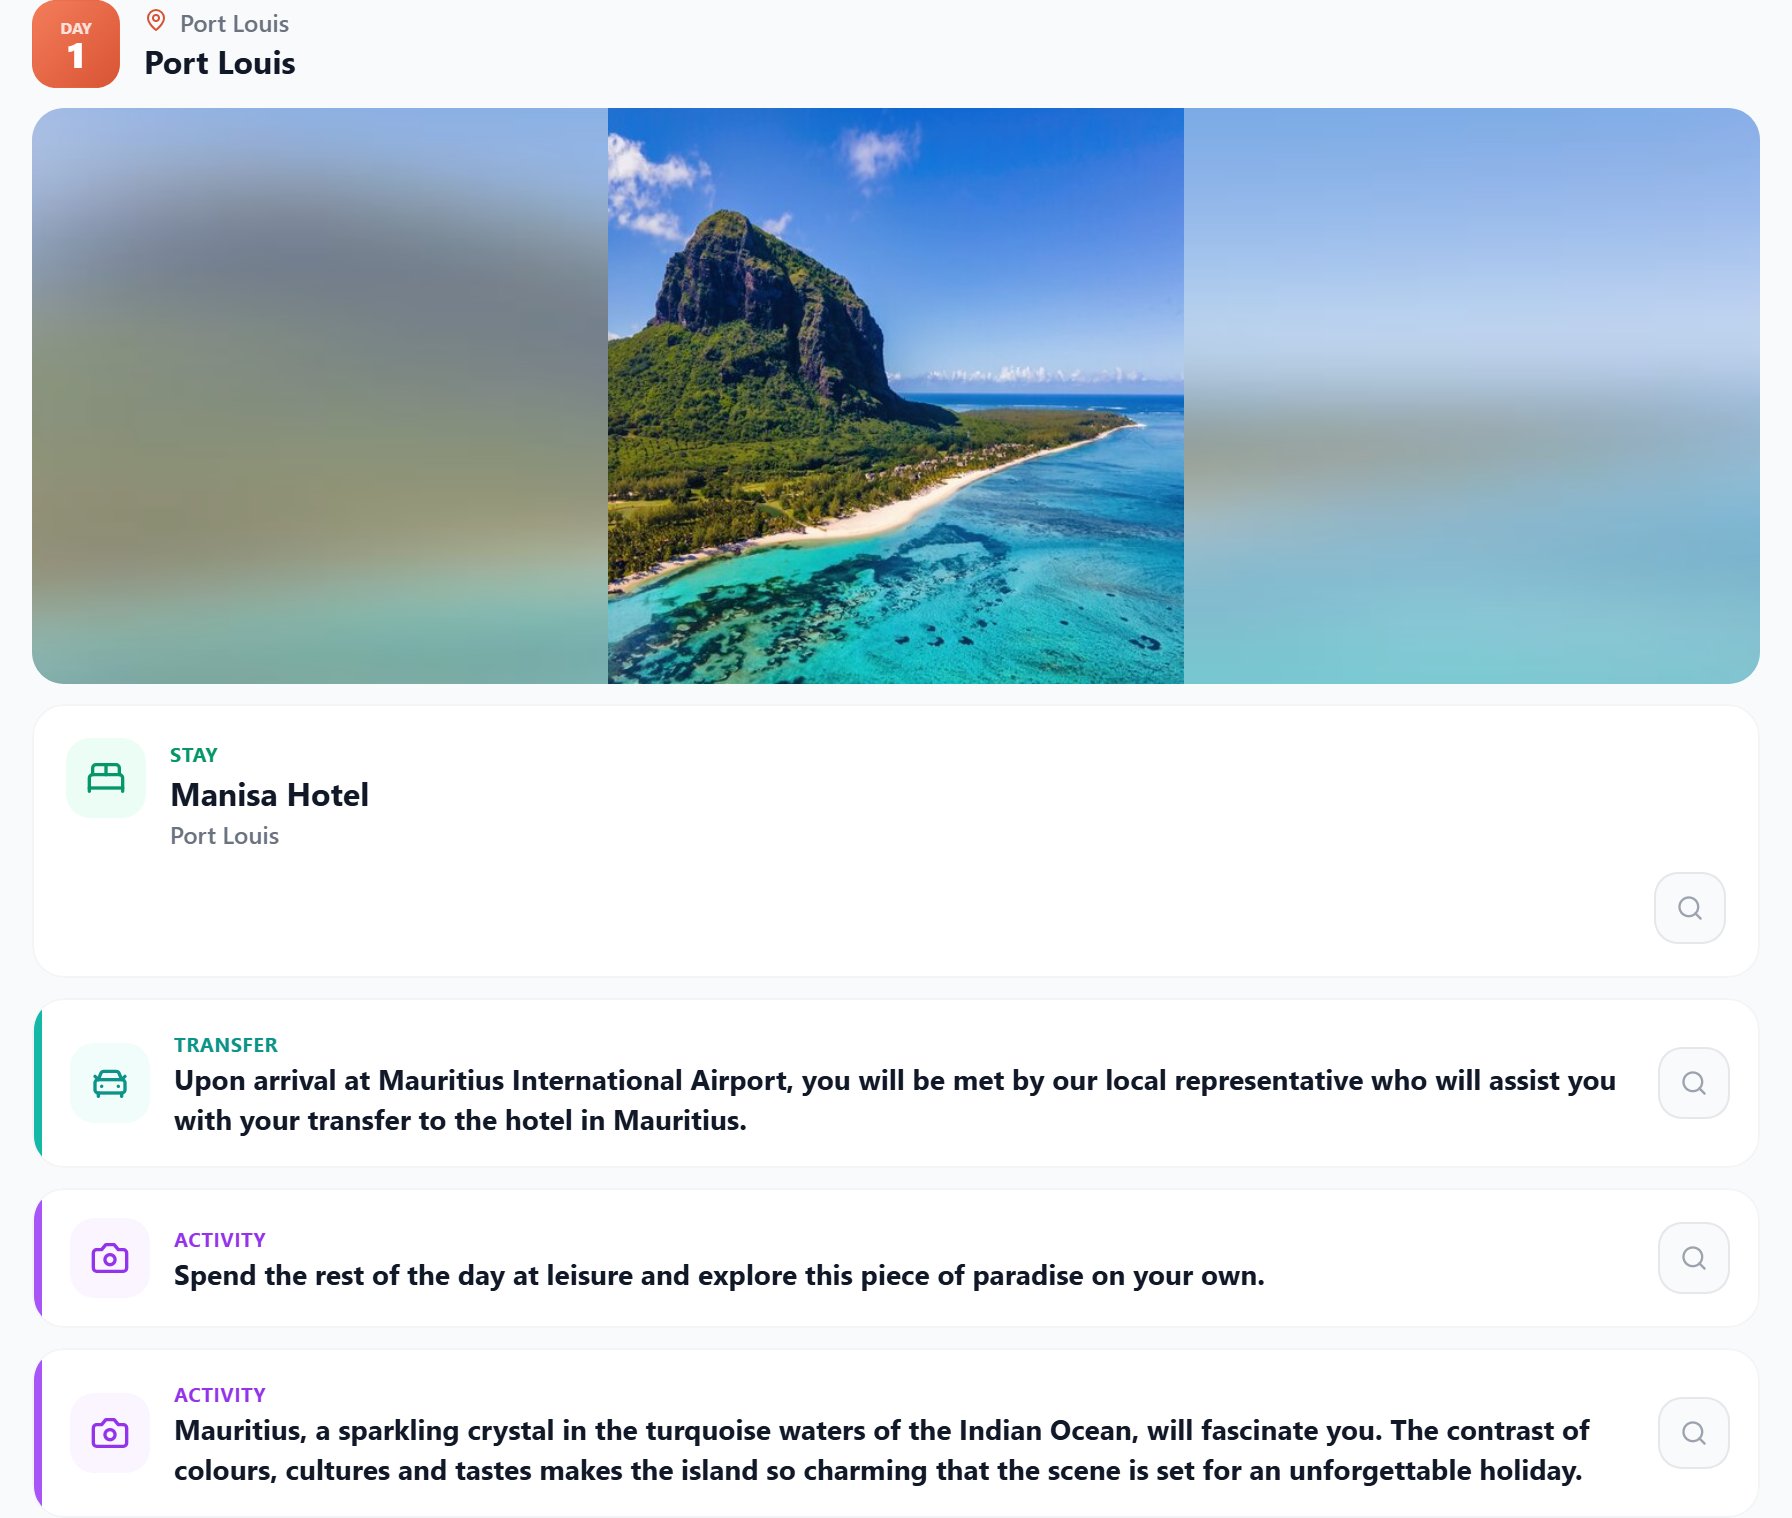 DAY
1
Port Louis
Port Louis
STAY
Manisa Hotel
Port Louis
TRANSFER
Upon arrival at Mauritius International Airport, you will be met by our local representative who will assist you
with your transfer to the hotel in Mauritius.
ACTIVITY
Spend the rest of the day at leisure and explore this piece of paradise on your own.
ACTIVITY
Mauritius, a sparkling crystal in the turquoise waters of the Indian Ocean, will fascinate you. The contrast of
colours, cultures and tastes makes the island so charming that the scene is set for an unforgettable holiday.